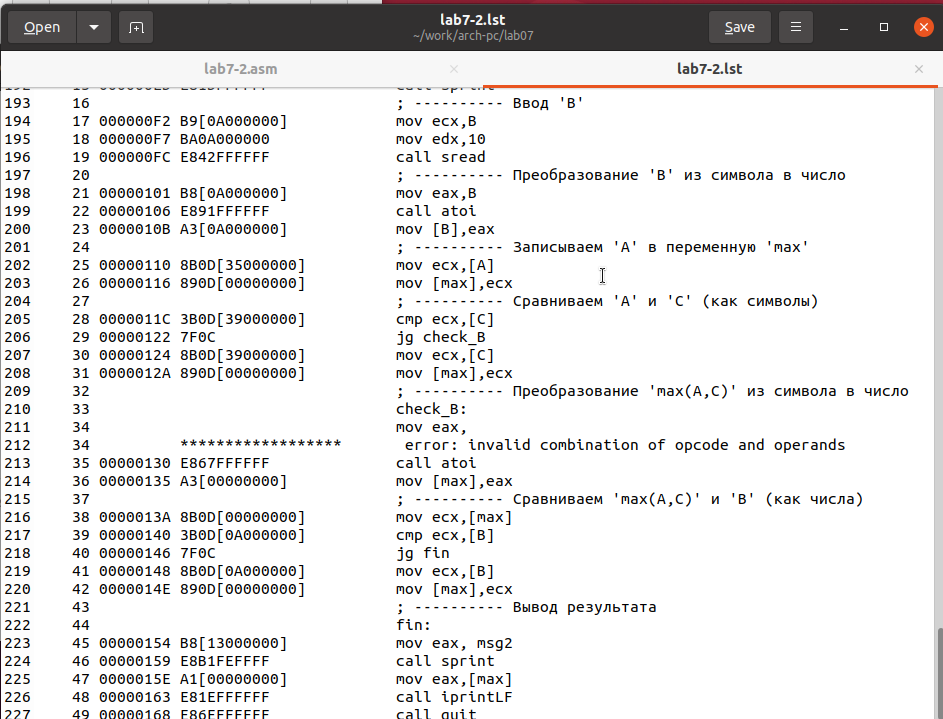 Open
lab7-2.lst
~/work/arch-pc/lab07
Save
lab7-2.asm
lab7-2.lst
193 16 ; ---------- Ввод 'B'
194 17 000000F2 B9[0A000000] mov ecx,B
195 18 000000F7 BA0A000000 mov edx,10
196 19 000000FC E842FFFFFF call sread
197 20 ; ---------- Преобразование 'B' из символа в число
198 21 00000101 B8[0A000000] mov eax,B
199 22 00000106 E891FFFFFF call atoi
200 23 0000010B A3[0A000000] mov [B],eax
201 24 ; ---------- Записываем 'A' в переменную 'max'
202 25 00000110 8B0D[35000000] mov ecx,[A]
203 26 00000116 890D[00000000] mov [max],ecx
204 27 ; ---------- Сравниваем 'A' и 'С' (как символы)
205 28 0000011C 3B0D[39000000] cmp ecx,[C]
206 29 00000122 7F0C jg check_B
207 30 00000124 8B0D[39000000] mov ecx,[C]
208 31 0000012A 890D[00000000] mov [max],ecx
209 32 ; ---------- Преобразование 'max(A,C)' из символа в число
210 33 check_B:
211 34 mov eax,
212 34 ****************** error: invalid combination of opcode and operands
213 35 00000130 E867FFFFFF call atoi
214 36 00000135 A3[00000000] mov [max],eax
215 37 ; ---------- Сравниваем 'max(A,C)' и 'B' (как числа)
216 38 0000013A 8B0D[00000000] mov ecx,[max]
217 39 00000140 3B0D[0A000000] cmp ecx,[B]
218 40 00000146 7F0C jg fin
219 41 00000148 8B0D[0A000000] mov ecx,[B]
220 42 0000014E 890D[00000000] mov [max],ecx
221 43 ; ---------- Вывод результата
222 44 fin:
223 45 00000154 B8[13000000] mov eax, msg2
224 46 00000159 E8B1FEFFFF call sprint
225 47 0000015E A1[00000000] mov eax,[max]
226 48 00000163 E81EFFFFFF call iprintLF
227 49 00000168 E86EFFFFFF call quit